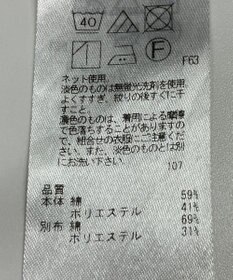 40
F
F63
ネット使用。
淡色のものは無蛍光洗剤を使用。
よくすすぎ、絞りの後すぐに干
すこと。
濃色のものは、着用による摩擦
で色落ちすることがありますの
で、組合せの衣服にご注意くだ
さい。また、淡色のものとは別
にお洗い下さい。
107
品質
本体 綿 59%
ポリエステル 41%
別布 綿 69%
ポリエステル 31%